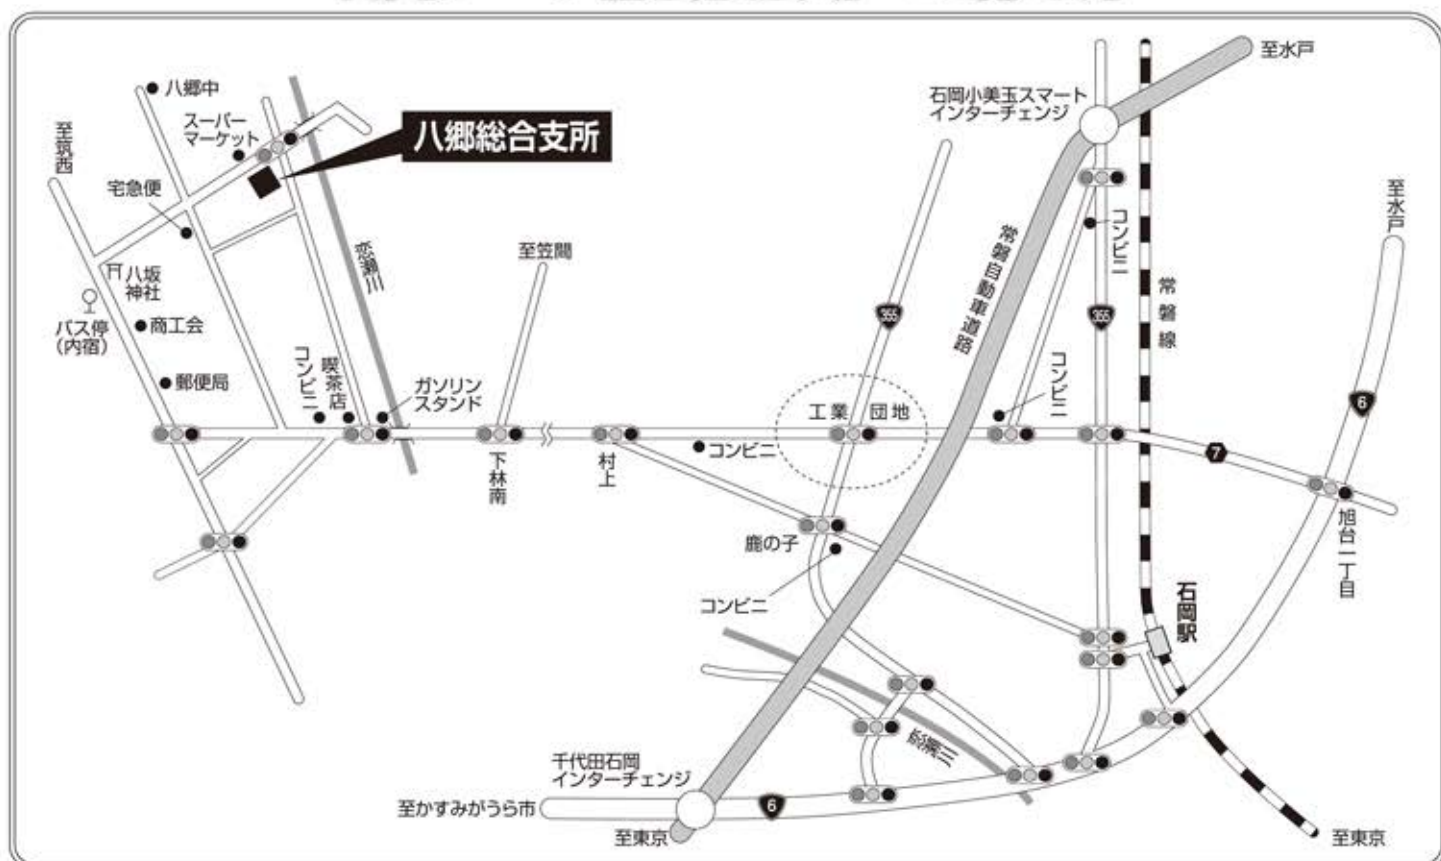 八郷中
スーパー
マーケット
八郷総合支所
至筑西
宅急便
八坂
神社
バス停
(内宿)
商工会
郵便局
恋瀬川
コンビニ
喫茶店
ガソリン
スタンド
至笠間
下林南
村上
コンビニ
工業団地
355
鹿の子
コンビニ
常磐自動車道路
石岡小美玉スマート
インターチェンジ
至水戸
コンビニ
355
常磐線
コンビニ
至水戸
6
7
旭台一丁目
石岡駅
恋瀬川
千代田石岡
インターチェンジ
至かすみがうら市
6
至東京
至東京